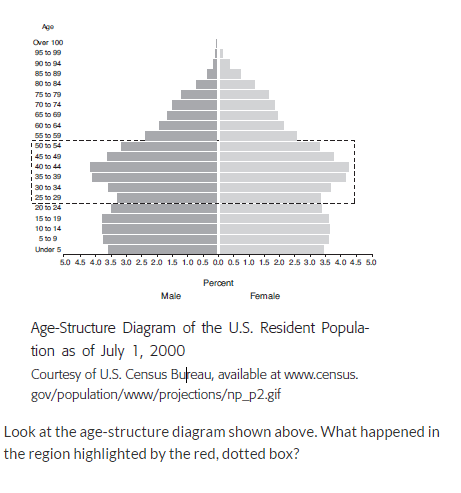 Age
Over 100
95 to 99
90 to 94
85 to 89
80 to 84
75 to 79
70 to 74
65 to 69
60 to 64
55 to 59
50 to 54
45 to 49
40 to 44
35 to 39
30 to 34
25 to 29
20 to 24
15 to 19
10 to 14
5 to 9
Under 5
5.0 4.5 4.0 3.5 3.0 2.5 2.0 1.5 1.0 0.5 0.0 0.5 1.0 1.5 2.0 2.5 3.0 3.5 4.0 4.5 5.0
Percent
Male Female
Age-Structure Diagram of the U.S. Resident Popula-
tion as of July 1, 2000
Courtesy of U.S. Census Bureau, available at www.census.
gov/population/www/projections/np_p2.gif
Look at the age-structure diagram shown above. What happened in
the region highlighted by the red, dotted box?